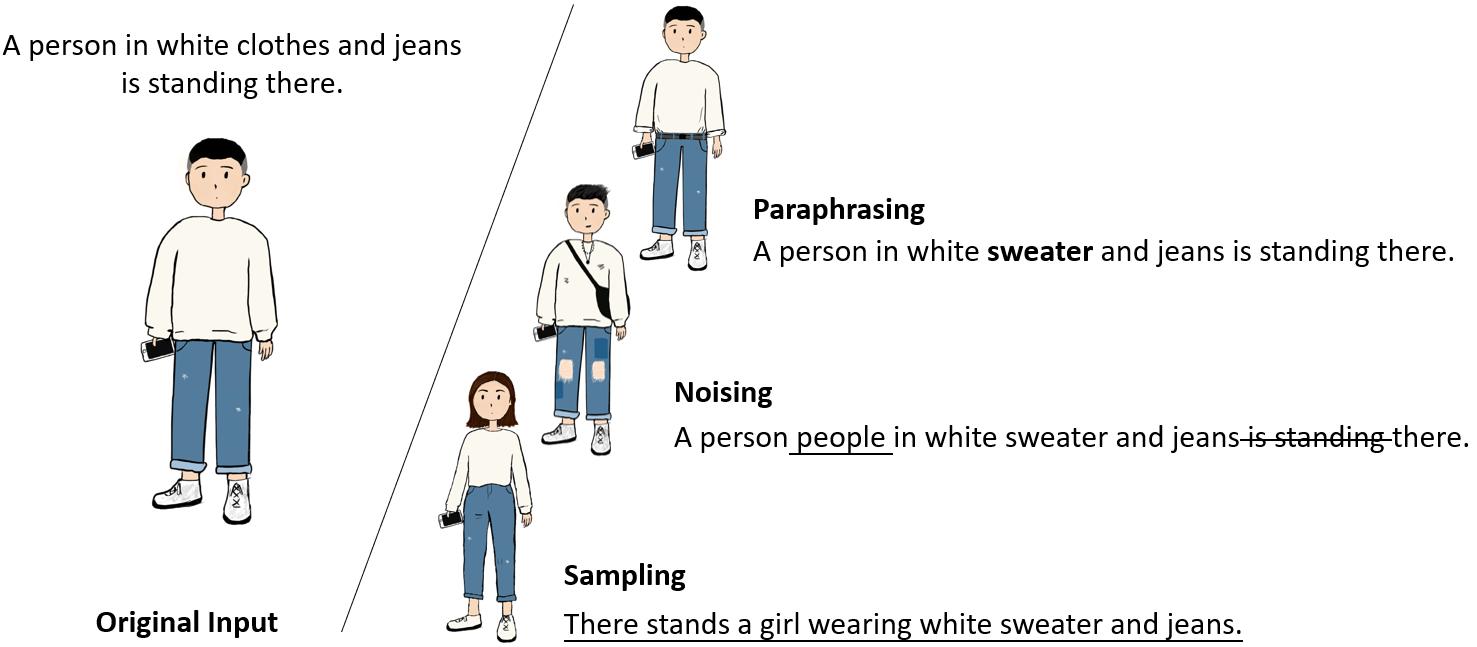 A person in white clothes and jeans
is standing there.
Original Input
Paraphrasing
A person in white sweater and jeans is standing there.
Noising
A person people in white sweater and jeans is standing there.
Sampling
There stands a girl wearing white sweater and jeans.